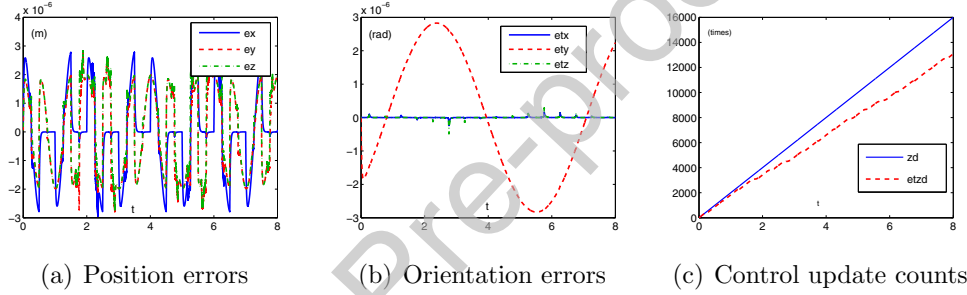 4 x 10⁻⁶
(m)
ex
ey
ez
3
2
1
0
−1
−2
−3
t
0 2 4 6 8
(a) Position errors
3 x 10⁻⁶
(rad)
etx
ety
etz
2
1
0
−1
−2
−3
t
0 2 4 6 8
(b) Orientation errors
16000
(times)
14000
12000
10000
8000
6000
4000
2000
0
zd
etzd
t
0 2 4 6 8
(c) Control update counts
Pre-proo